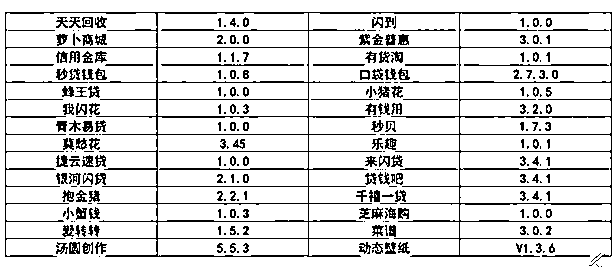 天天回收 1.4.0 闪到 1.0.0
萝卜商城 2.0.0 紫金普惠 3.0.1
信用金库 1.1.7 有货淘 1.0.1
秒贷钱包 1.0.8 口袋钱包 2.7.3.0
蜂王贷 1.0.0 小猪花 1.0.5
我闪花 1.0.3 有钱用 3.2.0
青木易贷 1.0.0 秒贝 1.7.3
莫愁花 3.45 乐趣 1.0.1
捷云速贷 1.0.0 来闪贷 3.4.1
银河闪贷 2.1.0 贷钱吧 3.4.1
抱金猪 2.2.1 千禧一贷 3.4.1
小蟹钱 1.0.3 芝麻海购 1.0.0
爱转转 1.5.2 菜谱 3.0.2
汤圆创作 5.5.3 动态壁纸 V1.3.6